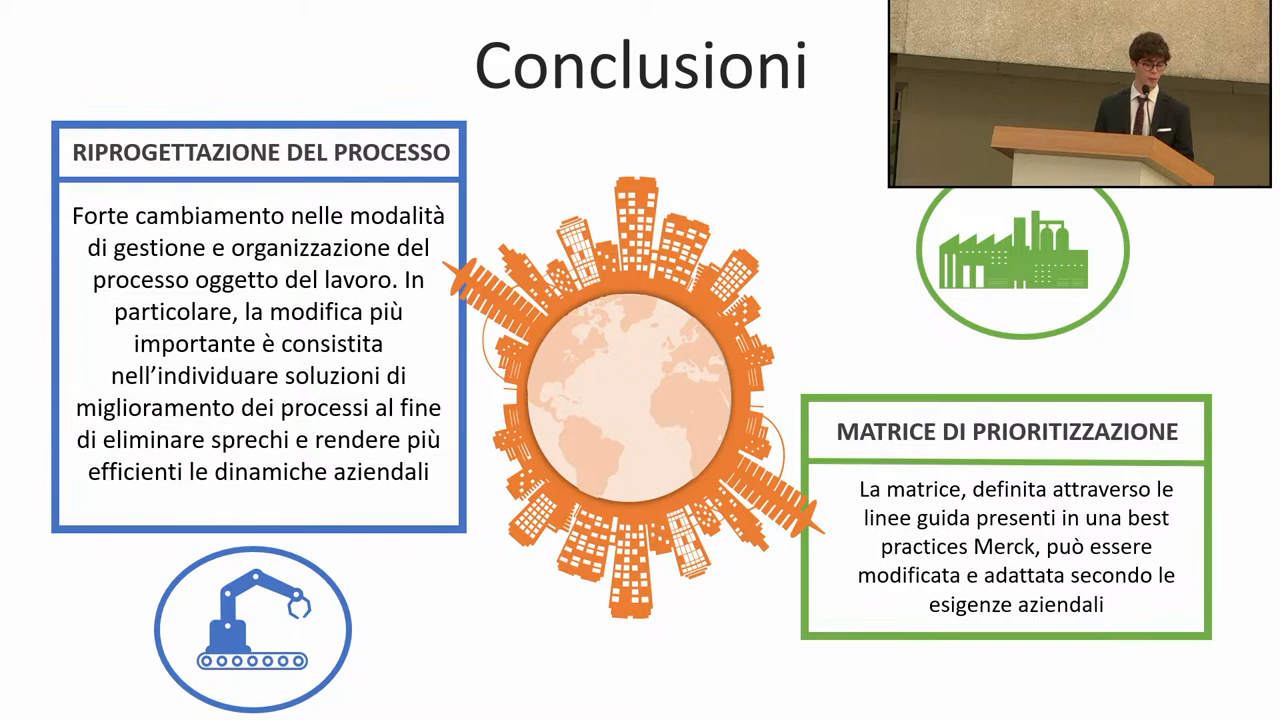 Conclusioni
RIPROGETTAZIONE DEL PROCESSO
Forte cambiamento nelle modalità
di gestione e organizzazione del
processo oggetto del lavoro. In
particolare, la modifica più
importante è consistita
nell’individuare soluzioni di
miglioramento dei processi al fine
di eliminare sprechi e rendere più
efficienti le dinamiche aziendali
MATRICE DI PRIORITIZZAZIONE
La matrice, definita attraverso le
linee guida presenti in una best
practices Merck, può essere
modificata e adattata secondo le
esigenze aziendali